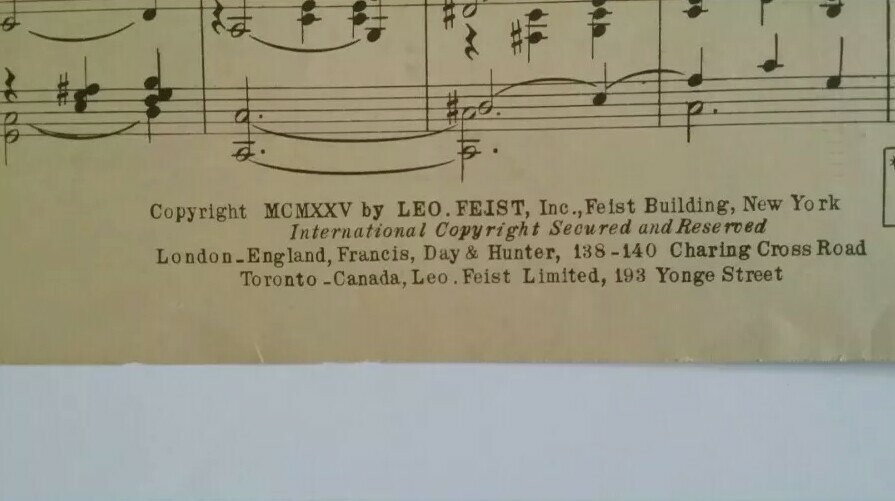 Copyright MCMXXV by LEO. FEIST, Inc., Feist Building, New York
International Copyright Secured and Reserved
London-England, Francis, Day & Hunter, 138-140 Charing Cross Road
Toronto-Canada, Leo. Feist Limited, 193 Yonge Street